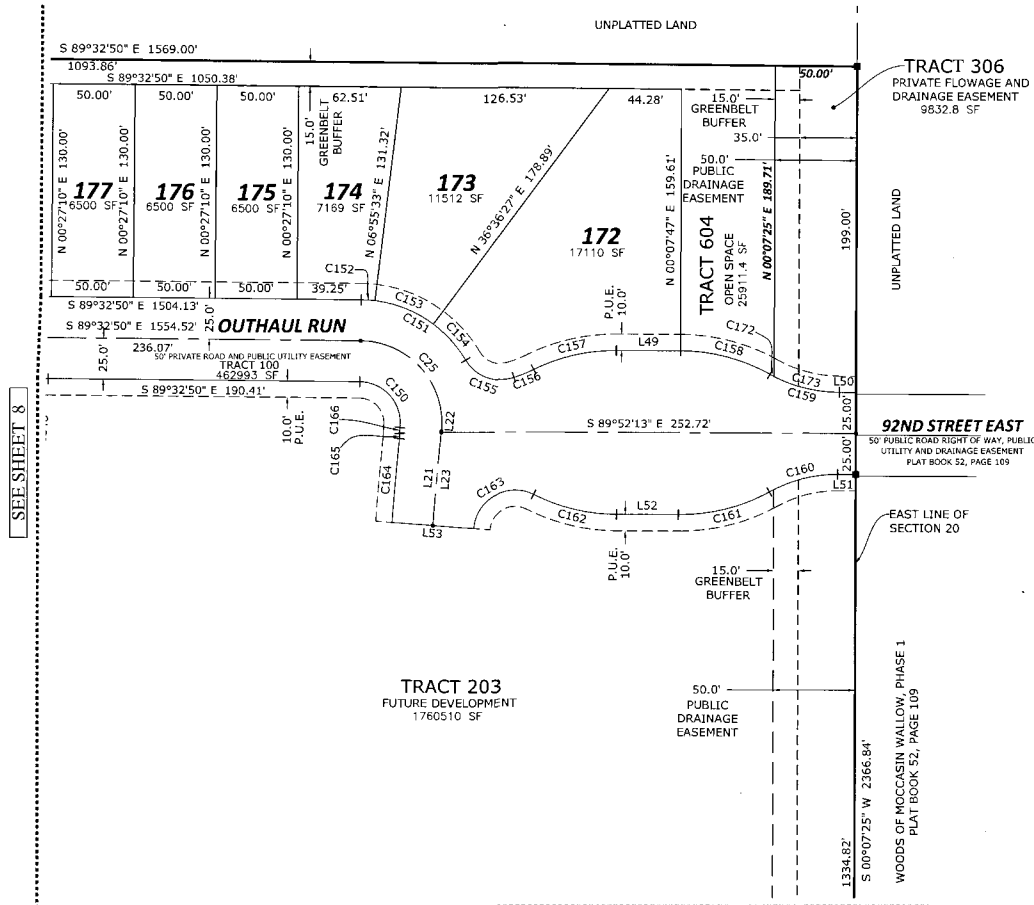 UNPLATTED LAND
S 89°32'50" E 1569.00'
1093.86'
S 89°32'50" E 1050.38'
50.00'
50.00'
50.00'
62.51'
126.53'
44.28'
15.0'
GREENBELT
BUFFER
50.00'
TRACT 306
PRIVATE FLOWAGE AND
DRAINAGE EASEMENT
9832.8 SF
35.0'
15.0'
GREENBELT
BUFFER
50.0'
PUBLIC
DRAINAGE
EASEMENT
N 00°27'10" E 130.00'
N 00°27'10" E 130.00'
N 00°27'10" E 130.00'
N 00°27'10" E 130.00'
177
6500 SF
176
6500 SF
175
6500 SF
174
7169 SF
N 06°55'33" E 131.32'
173
11512 SF
N 36°36'27" E 178.89'
172
17110 SF
N 00°07'47" E 159.61'
TRACT 604
OPEN SPACE
25911.4 SF
N 00°07'25" E 189.71'
199.00'
UNPLATTED LAND
50.00'
50.00'
50.00'
39.25'
C152
C153
C151
C154
S 89°32'50" E 1504.13'
25.0'
S 89°32'50" E 1554.52'
OUTHAUL RUN
236.07'
50' PRIVATE ROAD AND PUBLIC UTILITY EASEMENT
TRACT 100
462993 SF
25.0'
S 89°32'50" E 190.41'
10.0'
P.U.E.
C25
C150
C155
C156
C157
P.U.E.
10.0'
L49
C172
C158
C173
C159
L50
25.00'
25.00'
C166
C165
C164
L22
L21
L23
S 89°52'13" E 252.72'
92ND STREET EAST
50' PUBLIC ROAD RIGHT OF WAY, PUBLIC
UTILITY AND DRAINAGE EASEMENT
PLAT BOOK 52, PAGE 109
C160
L51
C163
C162
L52
C161
L53
P.U.E.
10.0'
EAST LINE OF
SECTION 20
15.0'
GREENBELT
BUFFER
SEE SHEET 8
TRACT 203
FUTURE DEVELOPMENT
1760510 SF
50.0'
PUBLIC
DRAINAGE
EASEMENT
1334.82'
S 00°07'25" W 2366.84'
WOODS OF MOCCASIN WALLOW, PHASE 1
PLAT BOOK 52, PAGE 109